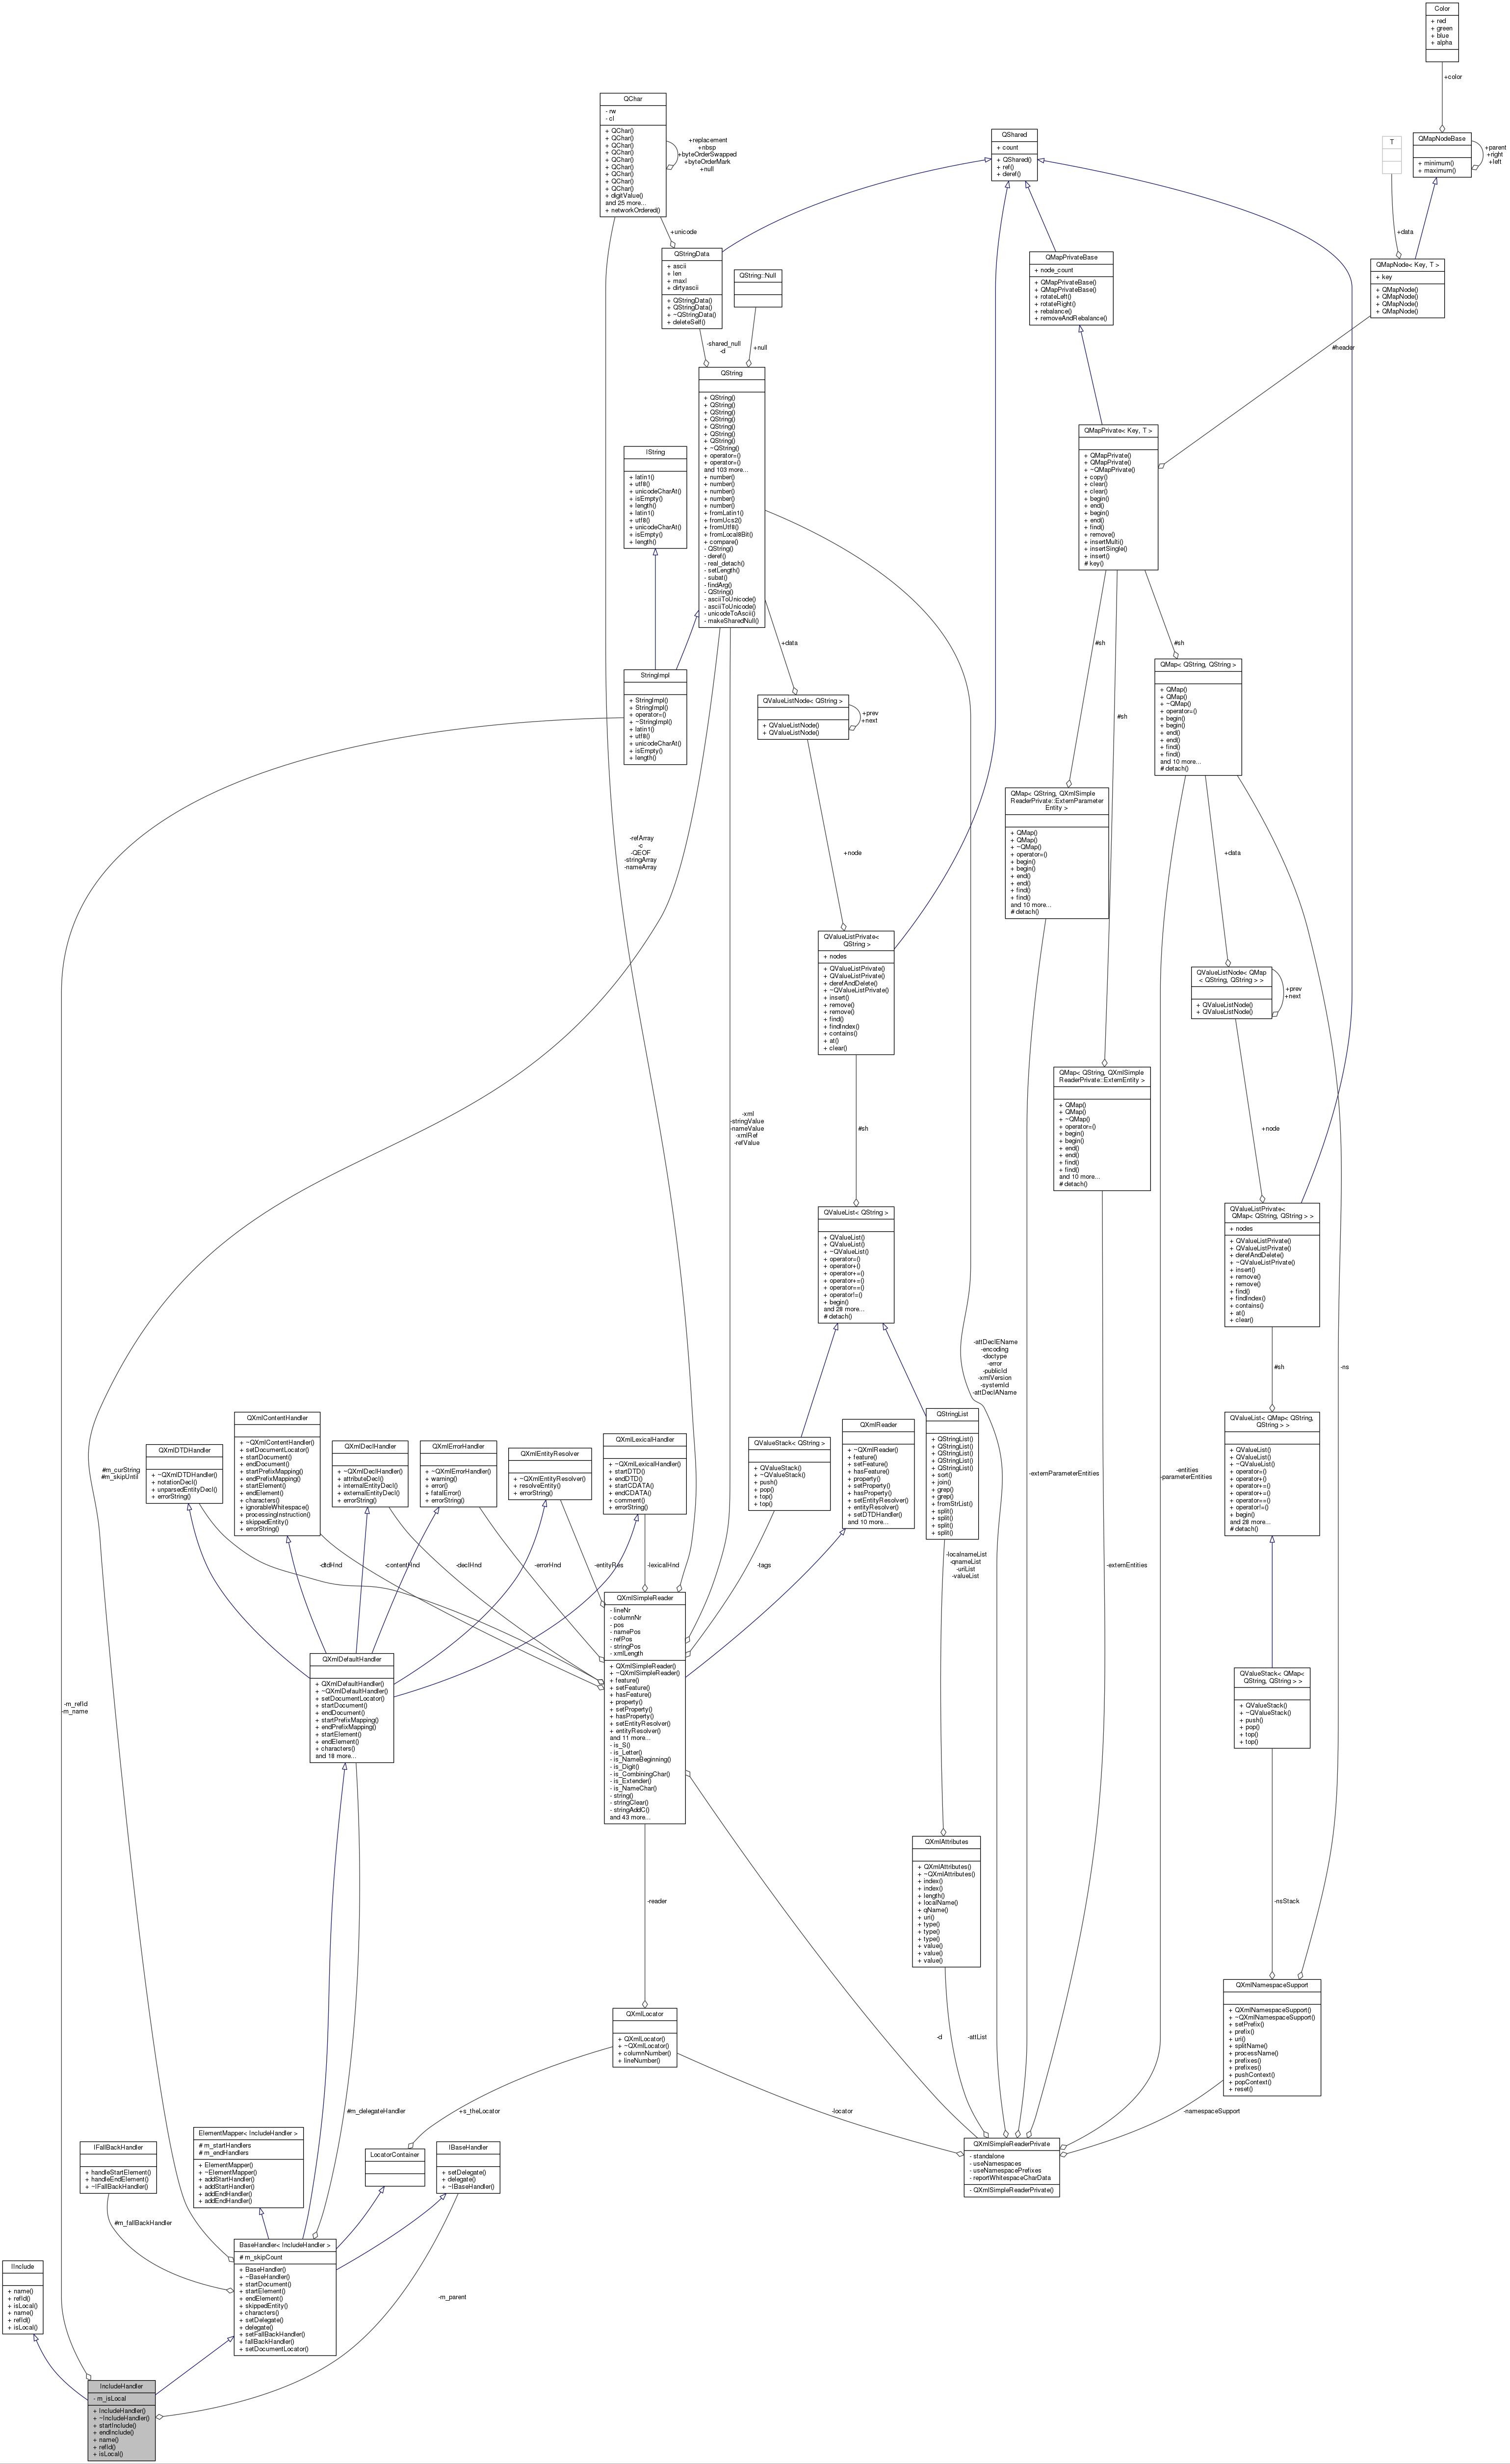 Color
+ red
+ green
+ blue
+ alpha
+color
QChar
- rw
- cl
+ QChar()
+ QChar()
+ QChar()
+ QChar()
+ QChar()
+ QChar()
+ QChar()
+ QChar()
+ QChar()
+ digitValue()
and 25 more...
+ networkOrdered()
+replacement
+nbsp
+byteOrderSwapped
+byteOrderMark
+null
QShared
+ count
+ QShared()
+ ref()
+ deref()
T
QMapNodeBase
+ minimum()
+ maximum()
+parent
+right
+left
+unicode
+data
QStringData
+ ascii
+ len
+ maxl
+ dirtyascii
+ QStringData()
+ QStringData()
+ ~QStringData()
+ deleteSelf()
QString::Null
QMapPrivateBase
+ node_count
+ QMapPrivateBase()
+ QMapPrivateBase()
+ rotateLeft()
+ rotateRight()
+ rebalance()
+ removeAndRebalance()
QMapNode< Key, T >
+ key
+ QMapNode()
+ QMapNode()
+ QMapNode()
+ QMapNode()
-shared_null
-d
+null
#header
QString
+ QString()
+ QString()
+ QString()
+ QString()
+ QString()
+ QString()
+ QString()
+ ~QString()
+ operator=()
+ operator=()
and 103 more...
+ number()
+ number()
+ number()
+ number()
+ number()
+ fromLatin1()
+ fromUcs2()
+ fromUtf8()
+ fromLocal8Bit()
+ compare()
- QString()
- deref()
- real_detach()
- setLength()
- subat()
- findArg()
- QString()
- asciiToUnicode()
- asciiToUnicode()
- unicodeToAscii()
- makeSharedNull()
IString
+ latin1()
+ utf8()
+ unicodeCharAt()
+ isEmpty()
+ length()
+ latin1()
+ utf8()
+ unicodeCharAt()
+ isEmpty()
+ length()
QMapPrivate< Key, T >
+ QMapPrivate()
+ QMapPrivate()
+ ~QMapPrivate()
+ copy()
+ clear()
+ clear()
+ begin()
+ end()
+ begin()
+ end()
+ find()
+ remove()
+ insertMulti()
+ insertSingle()
+ insert()
# key()
+data
#sh
#sh
#sh
StringImpl
+ StringImpl()
+ StringImpl()
+ operator=()
+ ~StringImpl()
+ latin1()
+ utf8()
+ unicodeCharAt()
+ isEmpty()
+ length()
QValueListNode< QString >
+ QValueListNode()
+ QValueListNode()
+prev
+next
QMap< QString, QString >
+ QMap()
+ QMap()
+ ~QMap()
+ operator=()
+ begin()
+ begin()
+ end()
+ end()
+ find()
+ find()
and 10 more...
# detach()
QMap< QString, QXmlSimple
ReaderPrivate::ExternParameter
Entity >
+ QMap()
+ QMap()
+ ~QMap()
+ operator=()
+ begin()
+ begin()
+ end()
+ end()
+ find()
+ find()
and 10 more...
# detach()
-refArray
-c
-QEOF
-stringArray
-nameArray
+node
+data
QValueListPrivate<
QString >
+ nodes
+ QValueListPrivate()
+ QValueListPrivate()
+ derefAndDelete()
+ ~QValueListPrivate()
+ insert()
+ remove()
+ remove()
+ find()
+ findIndex()
+ contains()
+ at()
+ clear()
QValueListNode< QMap
< QString, QString > >
+ QValueListNode()
+ QValueListNode()
+prev
+next
QMap< QString, QXmlSimple
ReaderPrivate::ExternEntity >
+ QMap()
+ QMap()
+ ~QMap()
+ operator=()
+ begin()
+ begin()
+ end()
+ end()
+ find()
+ find()
and 10 more...
# detach()
-xml
-stringValue
-nameValue
-xmlRef
-refValue
#sh
+node
QValueList< QString >
+ QValueList()
+ QValueList()
+ ~QValueList()
+ operator=()
+ operator+()
+ operator+=()
+ operator+=()
+ operator==()
+ operator!=()
+ begin()
and 28 more...
# detach()
QValueListPrivate<
QMap< QString, QString > >
+ nodes
+ QValueListPrivate()
+ QValueListPrivate()
+ derefAndDelete()
+ ~QValueListPrivate()
+ insert()
+ remove()
+ remove()
+ find()
+ findIndex()
+ contains()
+ at()
+ clear()
-attDeclEName
-encoding
-doctype
-error
-publicId
-xmlVersion
-systemId
-attDeclAName
#sh
-ns
QXmlContentHandler
+ ~QXmlContentHandler()
+ setDocumentLocator()
+ startDocument()
+ endDocument()
+ startPrefixMapping()
+ endPrefixMapping()
+ startElement()
+ endElement()
+ characters()
+ ignorableWhitespace()
+ processingInstruction()
+ skippedEntity()
+ errorString()
QXmlDTDHandler
+ ~QXmlDTDHandler()
+ notationDecl()
+ unparsedEntityDecl()
+ errorString()
QXmlDeclHandler
+ ~QXmlDeclHandler()
+ attributeDecl()
+ internalEntityDecl()
+ externalEntityDecl()
+ errorString()
QXmlErrorHandler
+ ~QXmlErrorHandler()
+ warning()
+ error()
+ fatalError()
+ errorString()
QXmlEntityResolver
+ ~QXmlEntityResolver()
+ resolveEntity()
+ errorString()
QXmlLexicalHandler
+ ~QXmlLexicalHandler()
+ startDTD()
+ endDTD()
+ startCDATA()
+ endCDATA()
+ comment()
+ errorString()
QValueStack< QString >
+ QValueStack()
+ ~QValueStack()
+ push()
+ pop()
+ top()
+ top()
QXmlReader
+ ~QXmlReader()
+ feature()
+ setFeature()
+ hasFeature()
+ property()
+ setProperty()
+ hasProperty()
+ setEntityResolver()
+ entityResolver()
+ setDTDHandler()
and 10 more...
QStringList
+ QStringList()
+ QStringList()
+ QStringList()
+ QStringList()
+ QStringList()
+ sort()
+ join()
+ grep()
+ grep()
+ fromStrList()
+ split()
+ split()
+ split()
+ split()
QValueList< QMap< QString,
QString > >
+ QValueList()
+ QValueList()
+ ~QValueList()
+ operator=()
+ operator+()
+ operator+=()
+ operator+=()
+ operator==()
+ operator!=()
+ begin()
and 28 more...
# detach()
#m_curString
#m_skipUntil
-externParameterEntities
-entities
-parameterEntities
-dtdHnd
-contentHnd
-declHnd
-errorHnd
-entityRes
-lexicalHnd
-tags
-localnameList
-qnameList
-uriList
-valueList
-externEntities
QXmlSimpleReader
- lineNr
- columnNr
- pos
- namePos
- refPos
- stringPos
- xmlLength
+ QXmlSimpleReader()
+ ~QXmlSimpleReader()
+ feature()
+ setFeature()
+ hasFeature()
+ property()
+ setProperty()
+ hasProperty()
+ setEntityResolver()
+ entityResolver()
and 11 more...
- is_S()
- is_Letter()
- is_NameBeginning()
- is_Digit()
- is_CombiningChar()
- is_Extender()
- is_NameChar()
- string()
- stringClear()
- stringAddC()
and 43 more...
QXmlDefaultHandler
+ QXmlDefaultHandler()
+ ~QXmlDefaultHandler()
+ setDocumentLocator()
+ startDocument()
+ endDocument()
+ startPrefixMapping()
+ endPrefixMapping()
+ startElement()
+ endElement()
+ characters()
and 18 more...
QValueStack< QMap<
QString, QString > >
+ QValueStack()
+ ~QValueStack()
+ push()
+ pop()
+ top()
+ top()
-m_refId
-m_name
QXmlAttributes
+ QXmlAttributes()
+ ~QXmlAttributes()
+ index()
+ index()
+ length()
+ localName()
+ qName()
+ uri()
+ type()
+ type()
+ type()
+ value()
+ value()
+ value()
-reader
-nsStack
QXmlLocator
+ QXmlLocator()
+ ~QXmlLocator()
+ columnNumber()
+ lineNumber()
QXmlNamespaceSupport
+ QXmlNamespaceSupport()
+ ~QXmlNamespaceSupport()
+ setPrefix()
+ prefix()
+ uri()
+ splitName()
+ processName()
+ prefixes()
+ prefixes()
+ pushContext()
+ popContext()
+ reset()
-d
-attList
#m_delegateHandler
+s_theLocator
-locator
-namespaceSupport
ElementMapper< IncludeHandler >
# m_startHandlers
# m_endHandlers
+ ElementMapper()
+ ~ElementMapper()
+ addStartHandler()
+ addStartHandler()
+ addEndHandler()
+ addEndHandler()
IFallBackHandler
+ handleStartElement()
+ handleEndElement()
+ ~IFallBackHandler()
LocatorContainer
IBaseHandler
+ setDelegate()
+ delegate()
+ ~IBaseHandler()
QXmlSimpleReaderPrivate
- standalone
- useNamespaces
- useNamespacePrefixes
- reportWhitespaceCharData
- QXmlSimpleReaderPrivate()
#m_fallBackHandler
BaseHandler< IncludeHandler >
# m_skipCount
+ BaseHandler()
+ ~BaseHandler()
+ startDocument()
+ startElement()
+ endElement()
+ skippedEntity()
+ characters()
+ setDelegate()
+ delegate()
+ setFallBackHandler()
+ fallBackHandler()
+ setDocumentLocator()
IInclude
+ name()
+ refId()
+ isLocal()
+ name()
+ refId()
+ isLocal()
-m_parent
IncludeHandler
- m_isLocal
+ IncludeHandler()
+ ~IncludeHandler()
+ startInclude()
+ endInclude()
+ name()
+ refId()
+ isLocal()